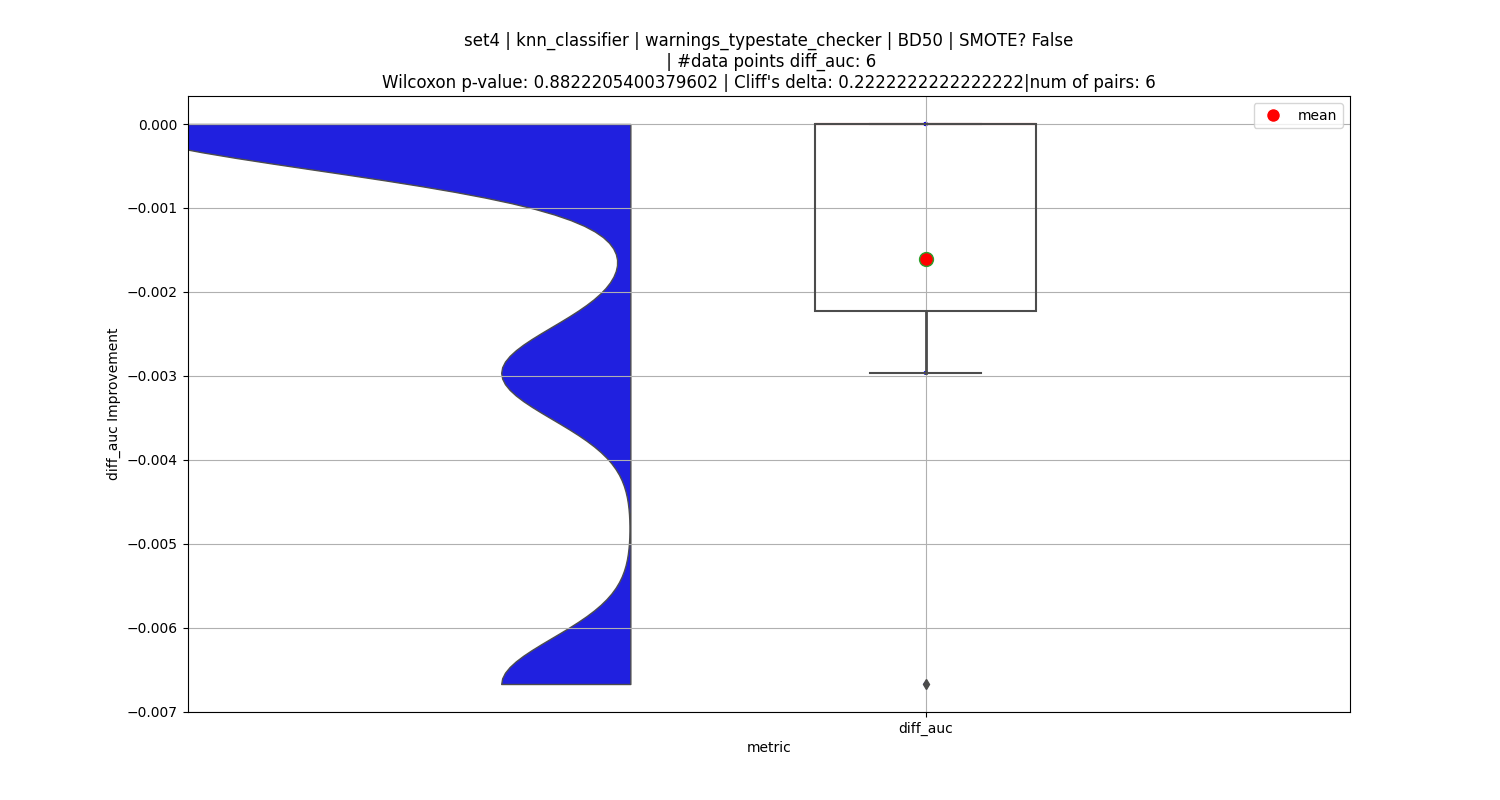 set4 | knn_classifier | warnings_typestate_checker | BD50 | SMOTE? False
| #data points diff_auc: 6
Wilcoxon p-value: 0.8822205400379602 | Cliff's delta: 0.2222222222222222|num of pairs: 6
mean
0.000
−0.001
−0.002
−0.003
−0.004
−0.005
−0.006
−0.007
diff_auc Improvement
diff_auc
metric